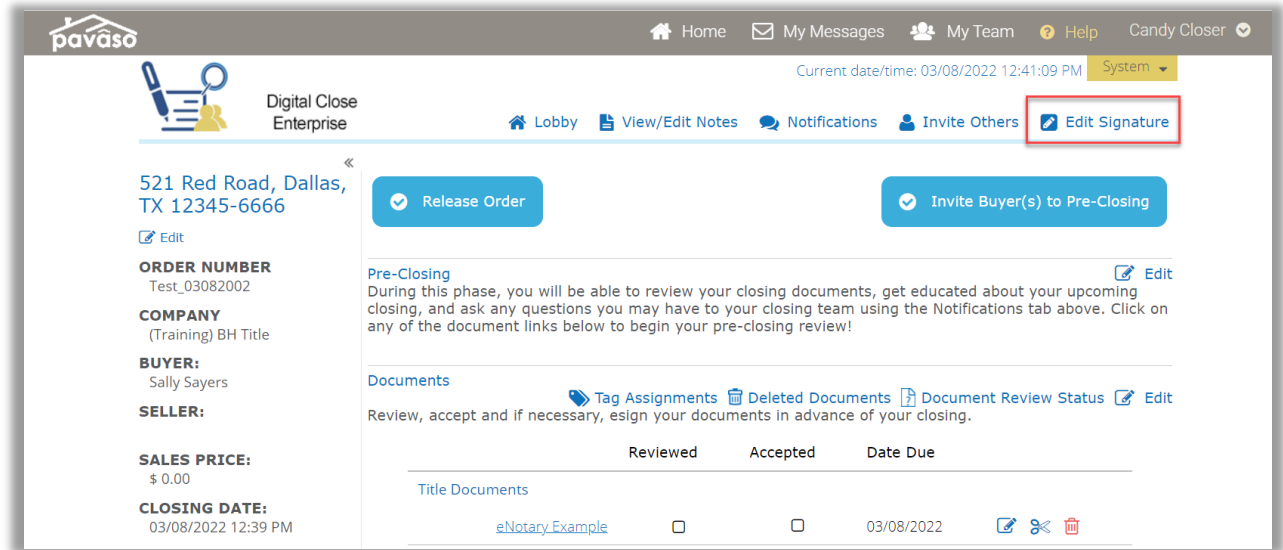 pavaso
Home My Messages My Team Help Candy Closer
Current date/time: 03/08/2022 12:41:09 PM System
Digital Close
Enterprise
Lobby View/Edit Notes Notifications Invite Others Edit Signature
«
521 Red Road, Dallas,
TX 12345-6666
Edit
ORDER NUMBER
Test_03082002
COMPANY
(Training) BH Title
BUYER:
Sally Sayers
SELLER:
SALES PRICE:
$ 0.00
CLOSING DATE:
03/08/2022 12:39 PM
Release Order
Invite Buyer(s) to Pre-Closing
Pre-Closing Edit
During this phase, you will be able to review your closing documents, get educated about your upcoming
closing, and ask any questions you may have to your closing team using the Notifications tab above. Click on
any of the document links below to begin your pre-closing review!
Documents
Tag Assignments Deleted Documents Document Review Status Edit
Review, accept and if necessary, esign your documents in advance of your closing.
Reviewed Accepted Date Due
Title Documents
eNotary Example 03/08/2022